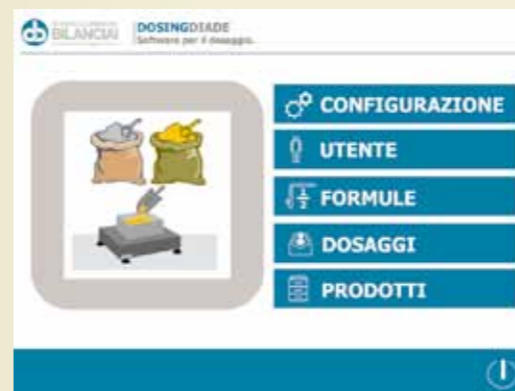 BILANCIAI
DOSINGDIADE
Software per il dosaggio.
CONFIGURAZIONE
UTENTE
FORMULE
DOSAGGI
PRODOTTI